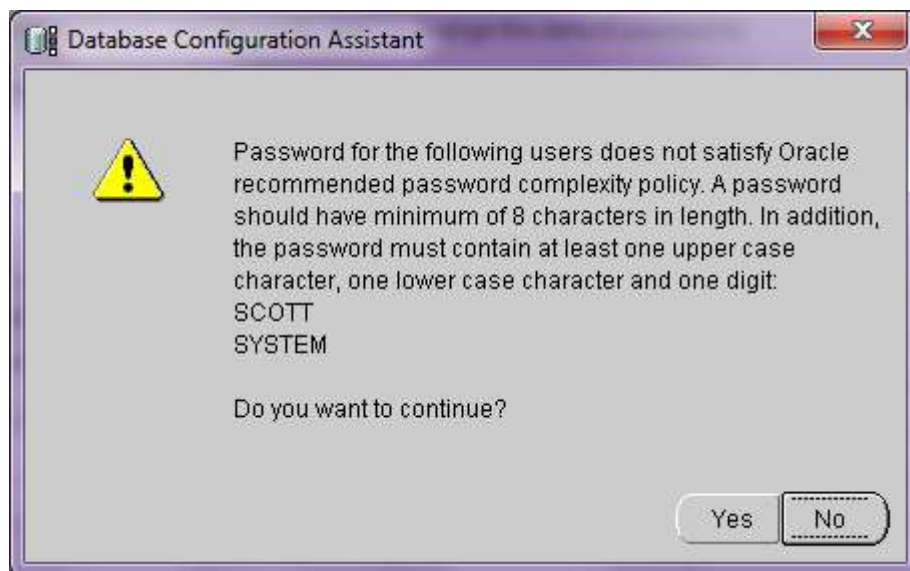 Database Configuration Assistant
Password for the following users does not satisfy Oracle
recommended password complexity policy. A password
should have minimum of 8 characters in length. In addition,
the password must contain at least one upper case
character, one lower case character and one digit:
SCOTT
SYSTEM
Do you want to continue?
Yes No